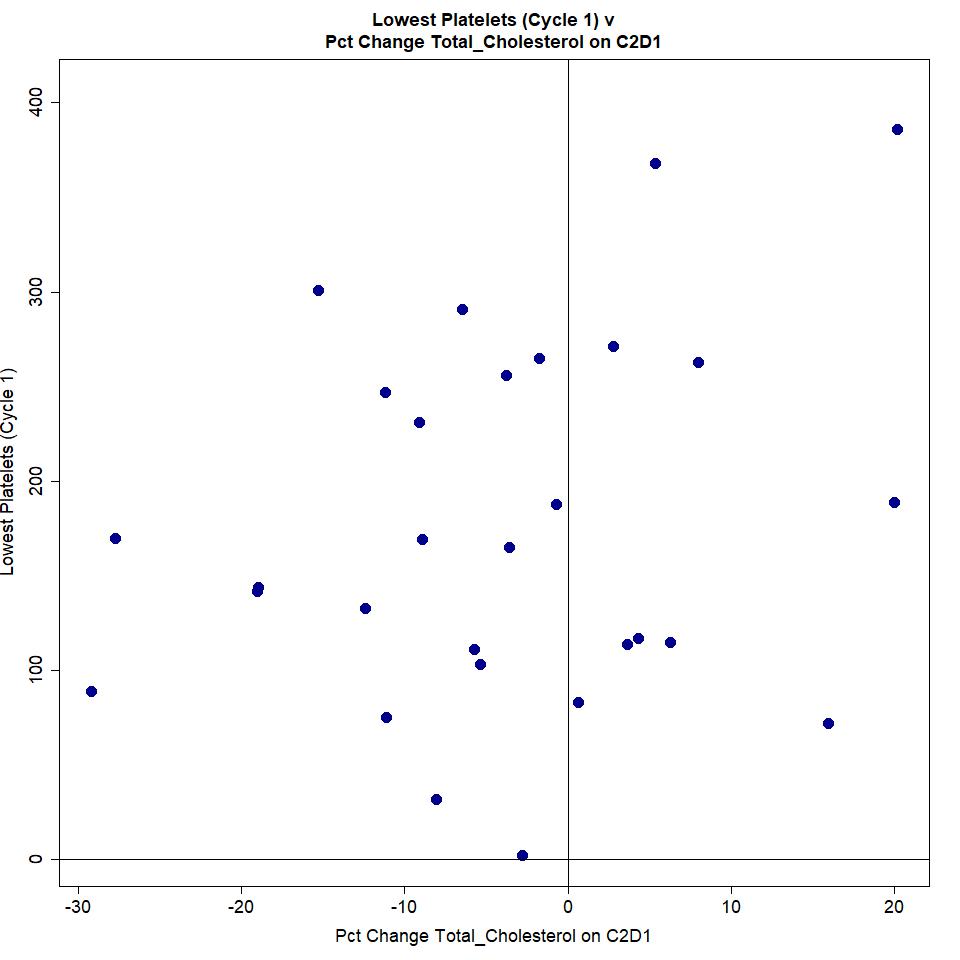 Lowest Platelets (Cycle 1) v
Pct Change Total_Cholesterol on C2D1
400
300
200
100
0
Lowest Platelets (Cycle 1)
-30 -20 -10 0 10 20
Pct Change Total_Cholesterol on C2D1